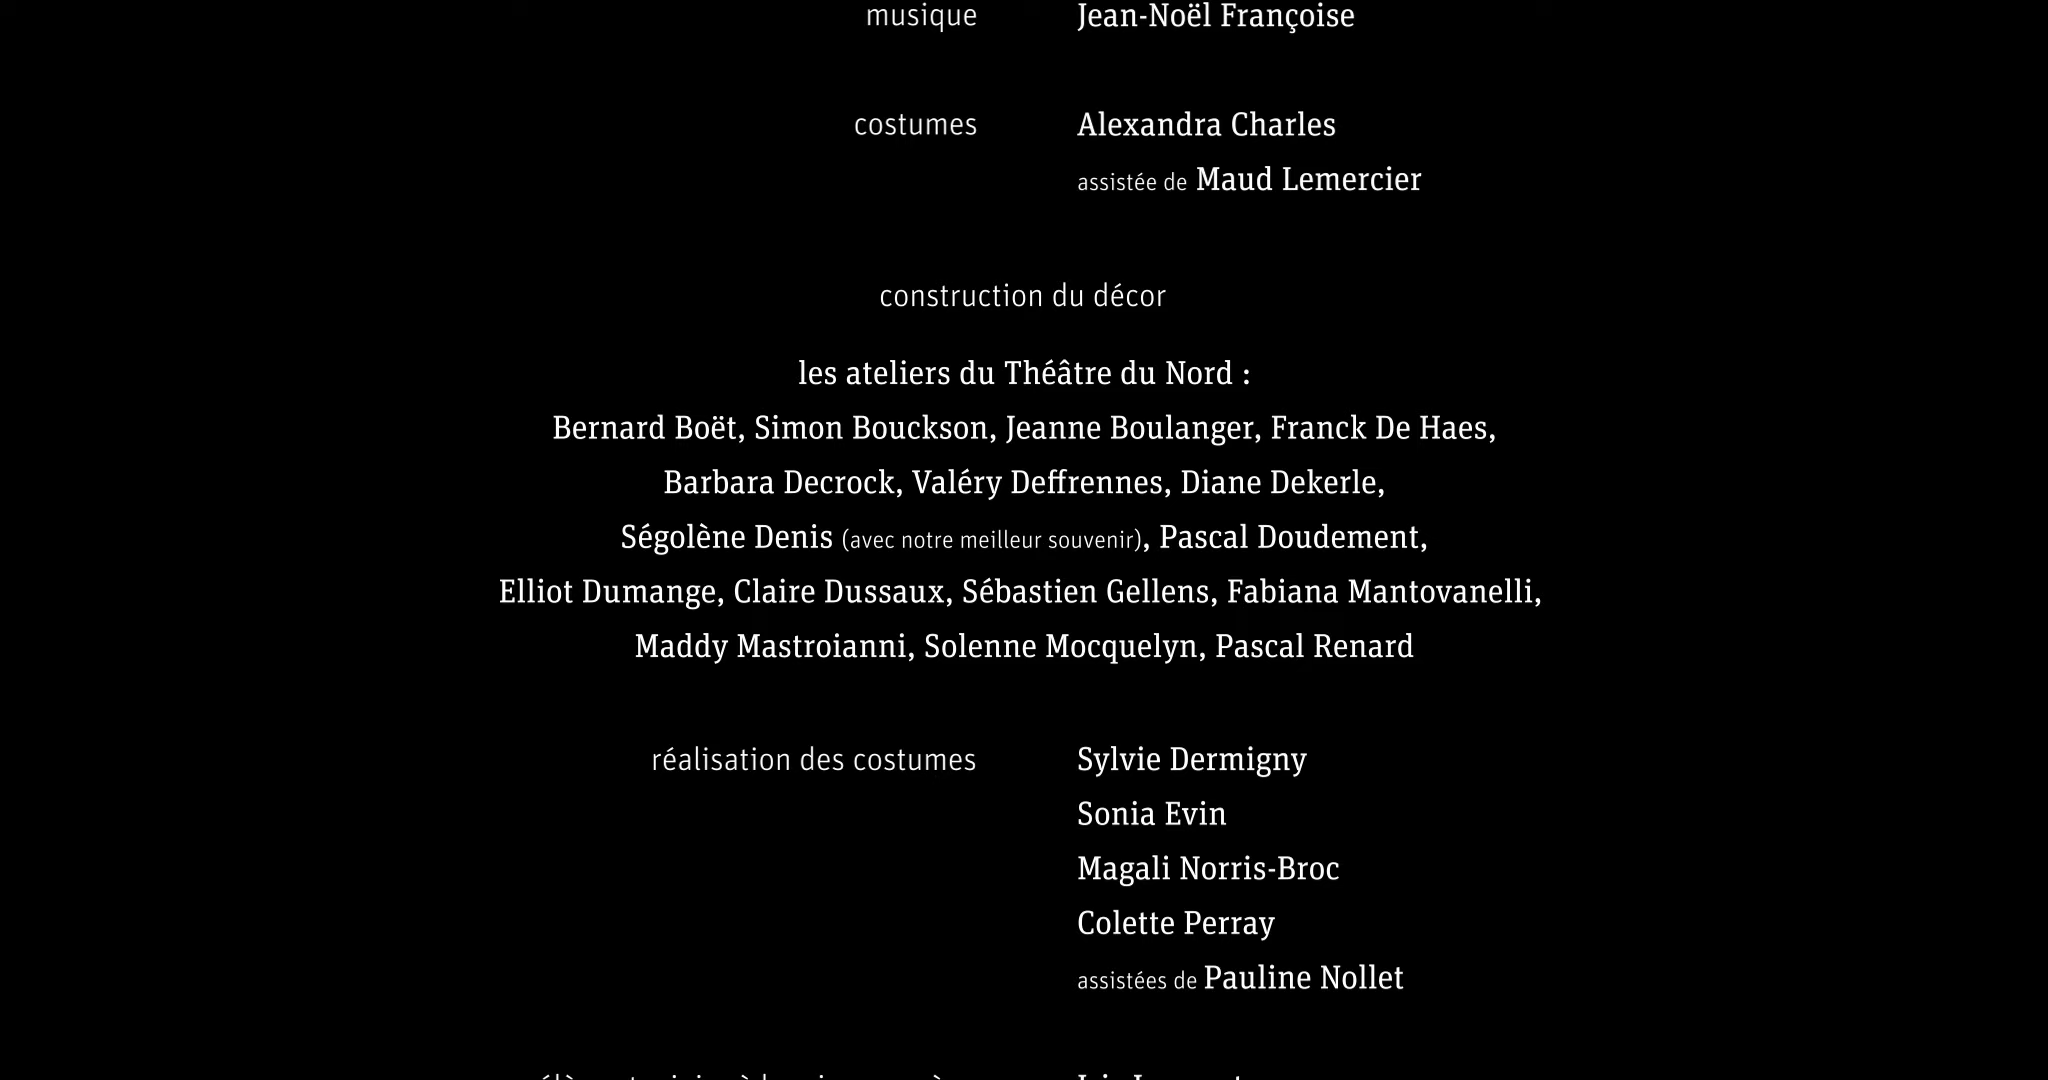 musique Jean-Noël Françoise
costumes Alexandra Charles
assistée de Maud Lemercier
construction du décor
les ateliers du Théâtre du Nord :
Bernard Boët, Simon Bouckson, Jeanne Boulanger, Franck De Haes,
Barbara Decrock, Valéry Deffrennes, Diane Dekerle,
Ségolène Denis (avec notre meilleur souvenir), Pascal Doudement,
Elliot Dumange, Claire Dussaux, Sébastien Gellens, Fabiana Mantovanelli,
Maddy Mastroianni, Solenne Mocquelyn, Pascal Renard
réalisation des costumes Sylvie Dermigny
Sonia Evin
Magali Norris-Broc
Colette Perray
assistées de Pauline Nollet